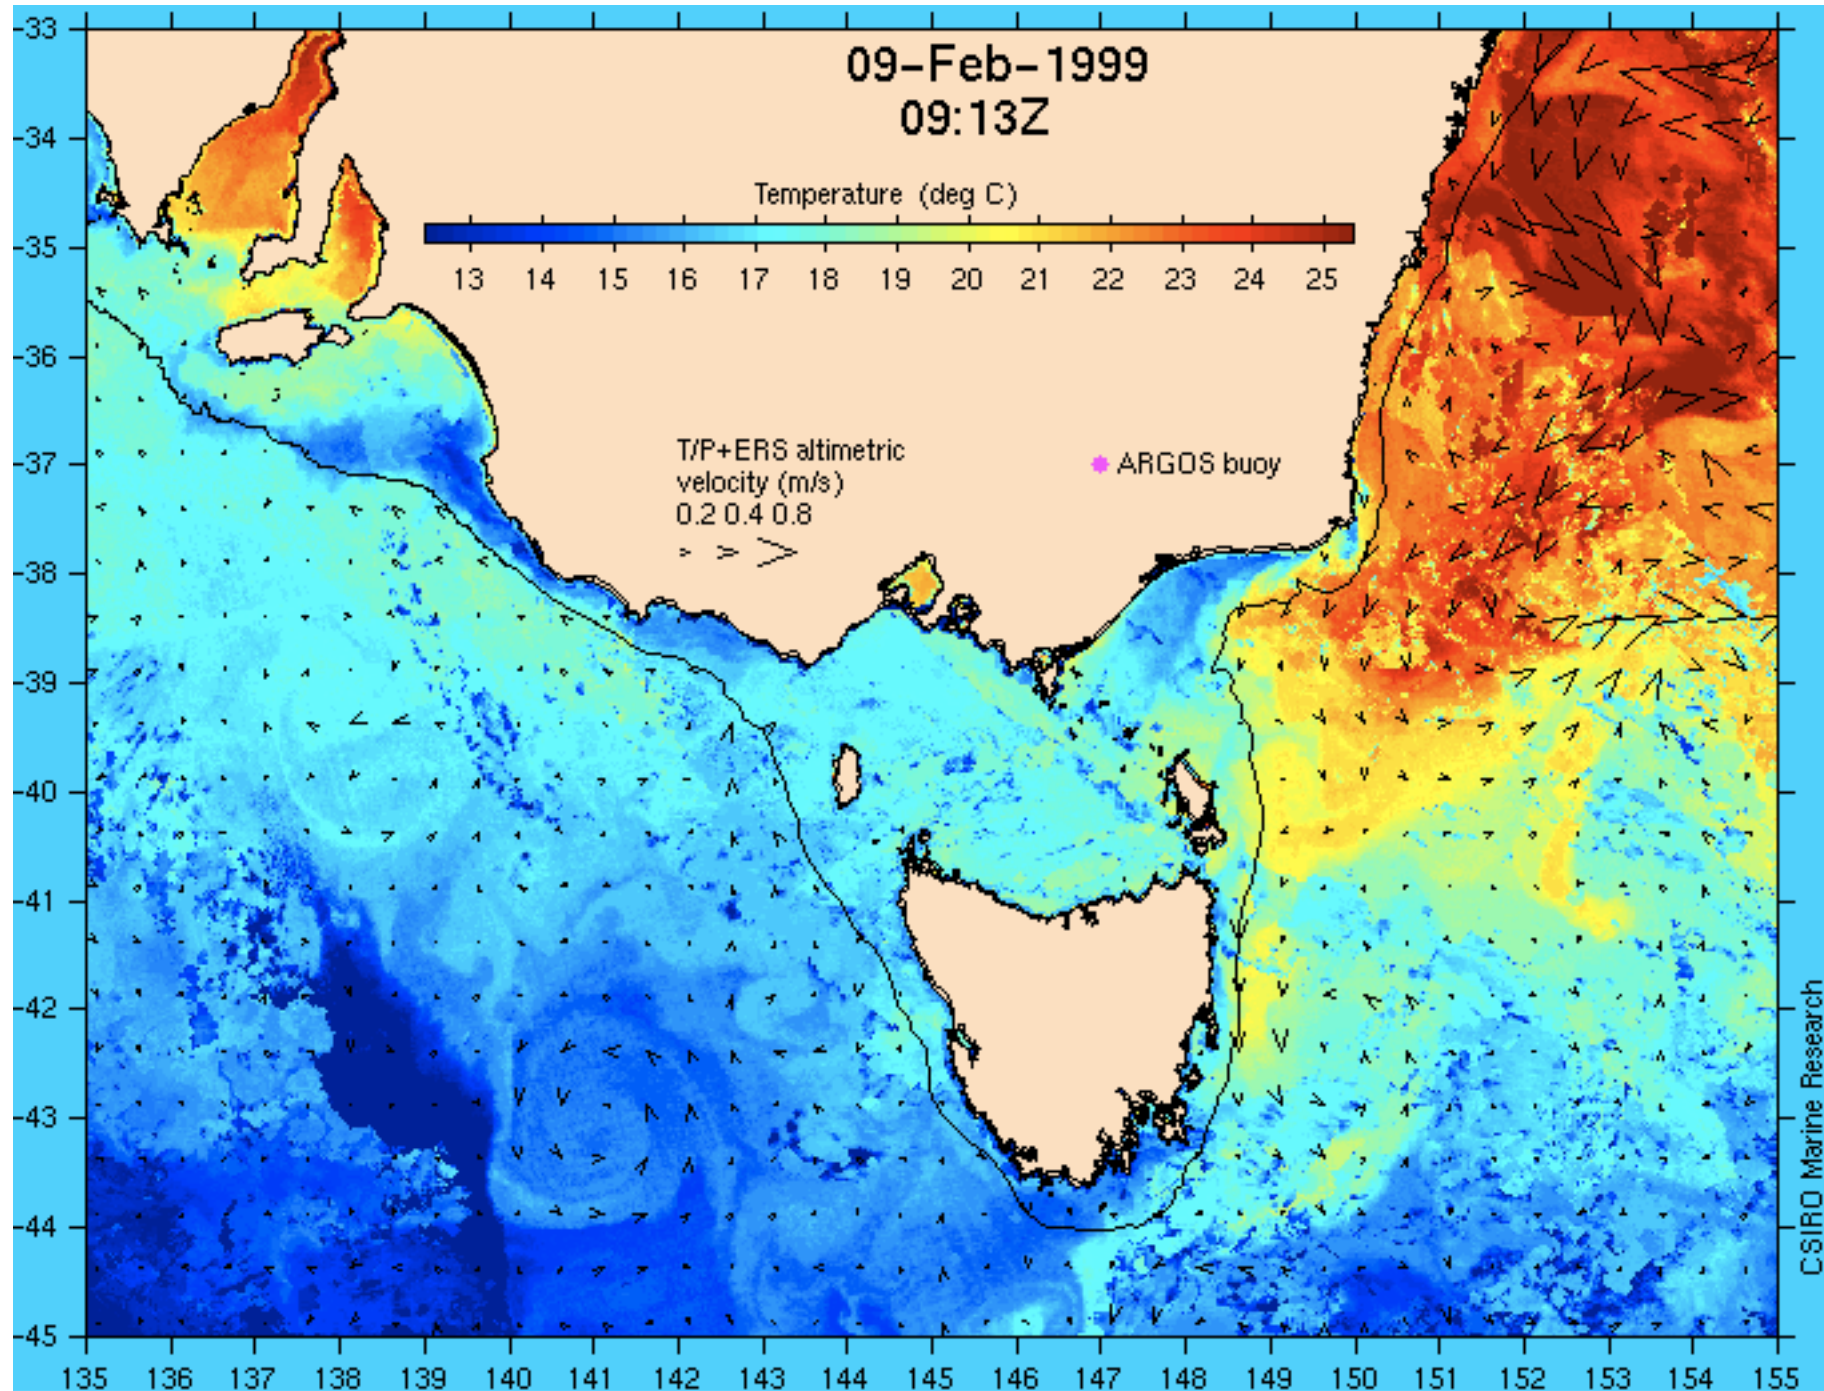 09-Feb-1999
09:13Z
Temperature (deg C)
13 14 15 16 17 18 19 20 21 22 23 24 25
T/P+ERS altimetric
velocity (m/s)
0.2 0.4 0.8
ARGOS buoy
-33
-34
-35
-36
-37
-38
-39
-40
-41
-42
-43
-44
-45
135 136 137 138 139 140 141 142 143 144 145 146 147 148 149 150 151 152 153 154 155
CSIRO Marine Research